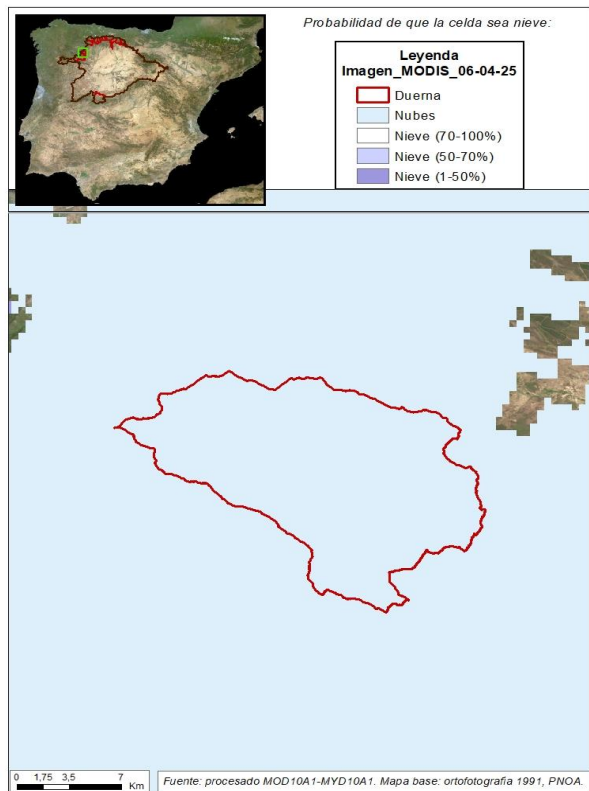 Probabilidad de que la celda sea nieve:
Leyenda
Imagen_MODIS_06-04-25
Duerna
Nubes
Nieve (70-100%)
Nieve (50-70%)
Nieve (1-50%)
0 1,75 3,5 7
Km
Fuente: procesado MOD10A1-MYD10A1. Mapa base: ortofotografía 1991, PNOA.